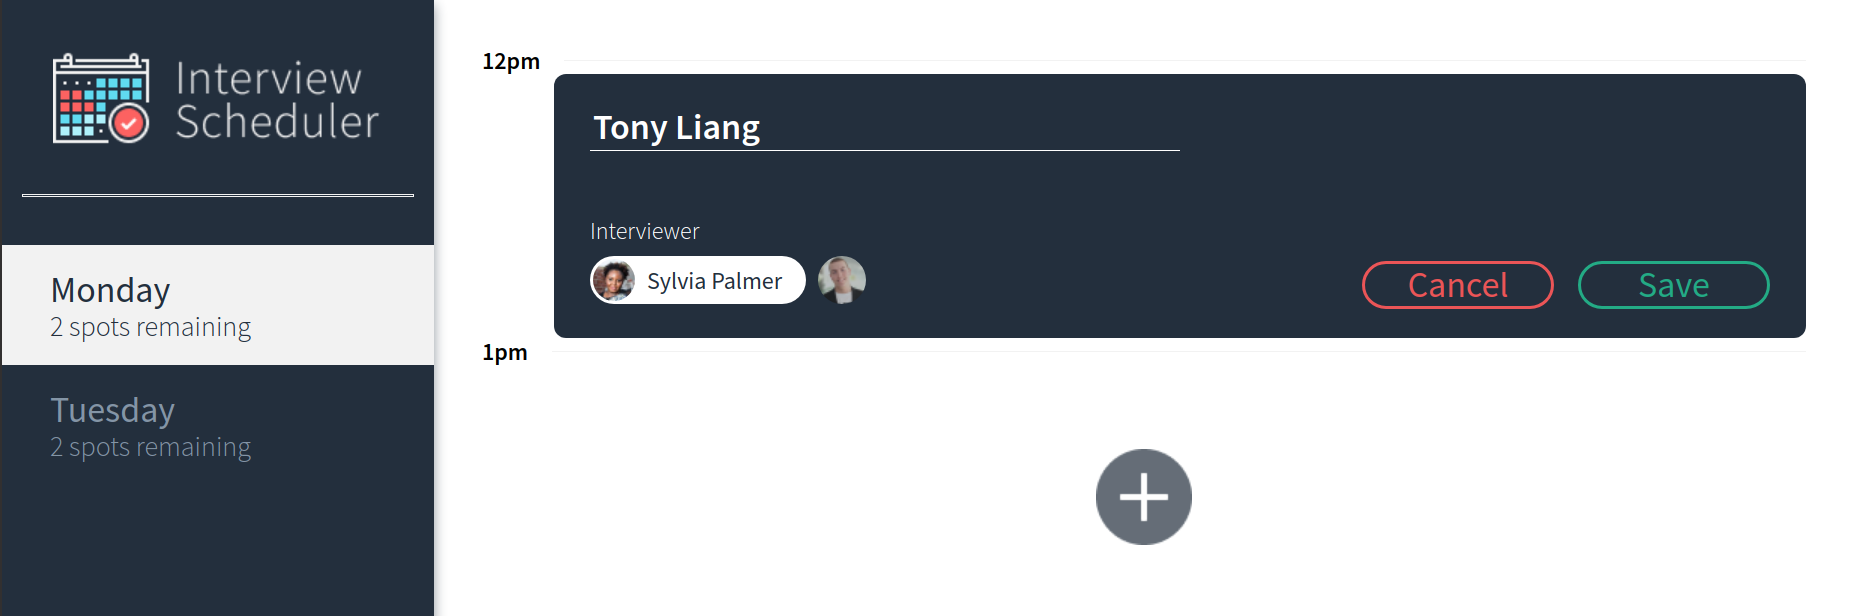 Interview
Scheduler
Monday
2 spots remaining
Tuesday
2 spots remaining
12pm
Tony Liang
Interviewer
Sylvia Palmer
Cancel
Save
1pm